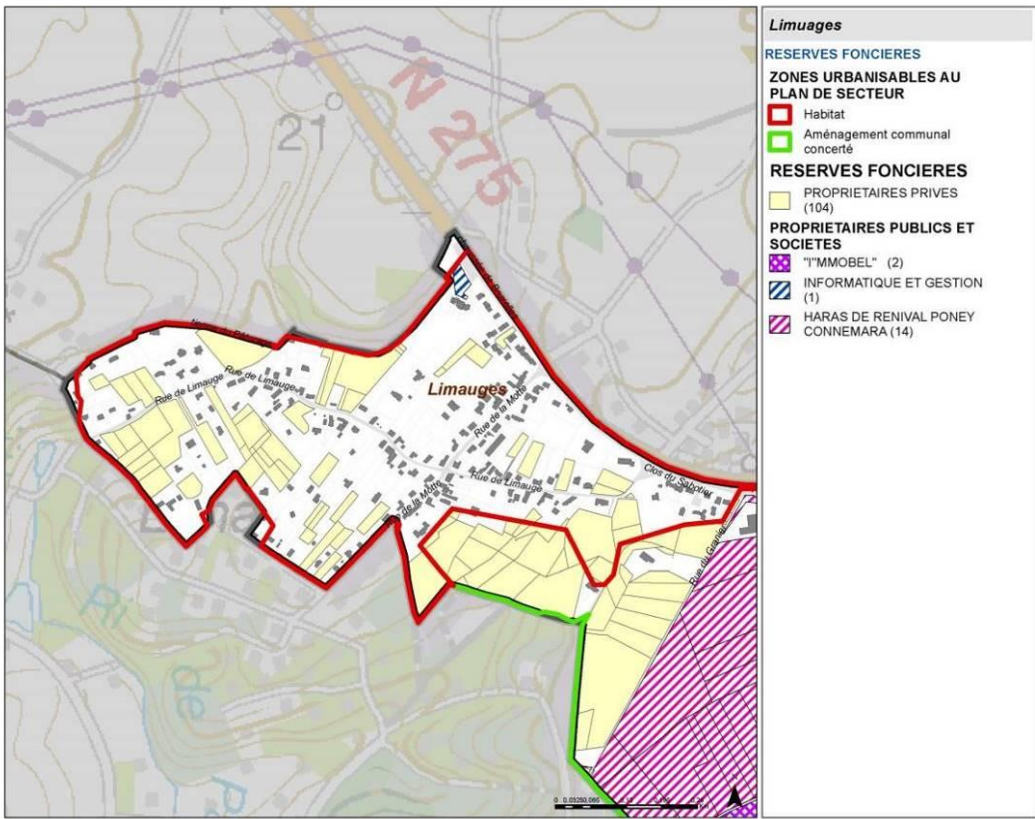 Limuages
RESERVES FONCIERES
ZONES URBANISABLES AU
PLAN DE SECTEUR
Habitat
Aménagement communal
concerté
RESERVES FONCIERES
PROPRIETAIRES PRIVES
(104)
PROPRIETAIRES PUBLICS ET
SOCIETES
"I"MMOBEL" (2)
INFORMATIQUE ET GESTION
(1)
HARAS DE RENIVAL PONEY
CONNEMARA (14)
N 275
21
Limauges
Rue de Limauge
Rue de Limauge
Rue de la Motte
Rue de Limauge
de la Motte
Clos du Sabotier
Rue du Granier
de